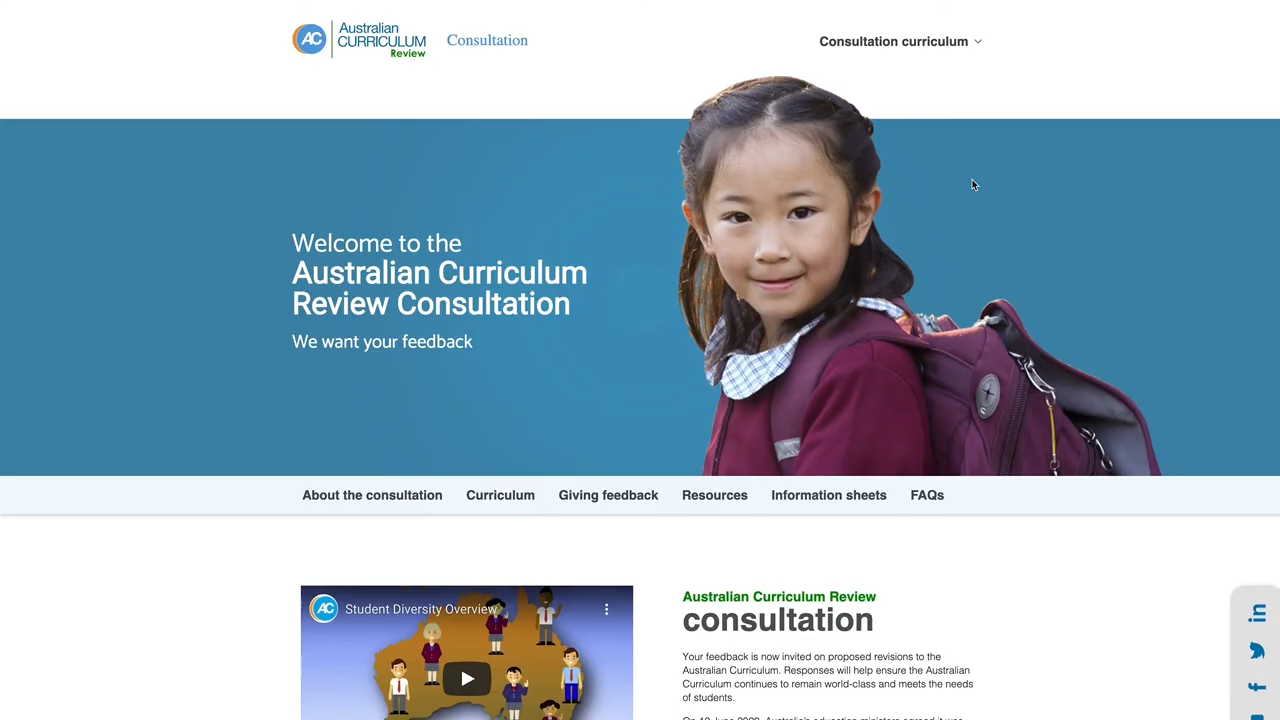 AC
Australian
CURRICULUM
Review
Consultation
Consultation curriculum
Welcome to the
Australian Curriculum
Review Consultation
We want your feedback
About the consultation
Curriculum
Giving feedback
Resources
Information sheets
FAQs
AC
Student Diversity Overview
Australian Curriculum Review
consultation
Your feedback is now invited on proposed revisions to the
Australian Curriculum. Responses will help ensure the Australian
Curriculum continues to remain world-class and meets the needs
of students.
in
f